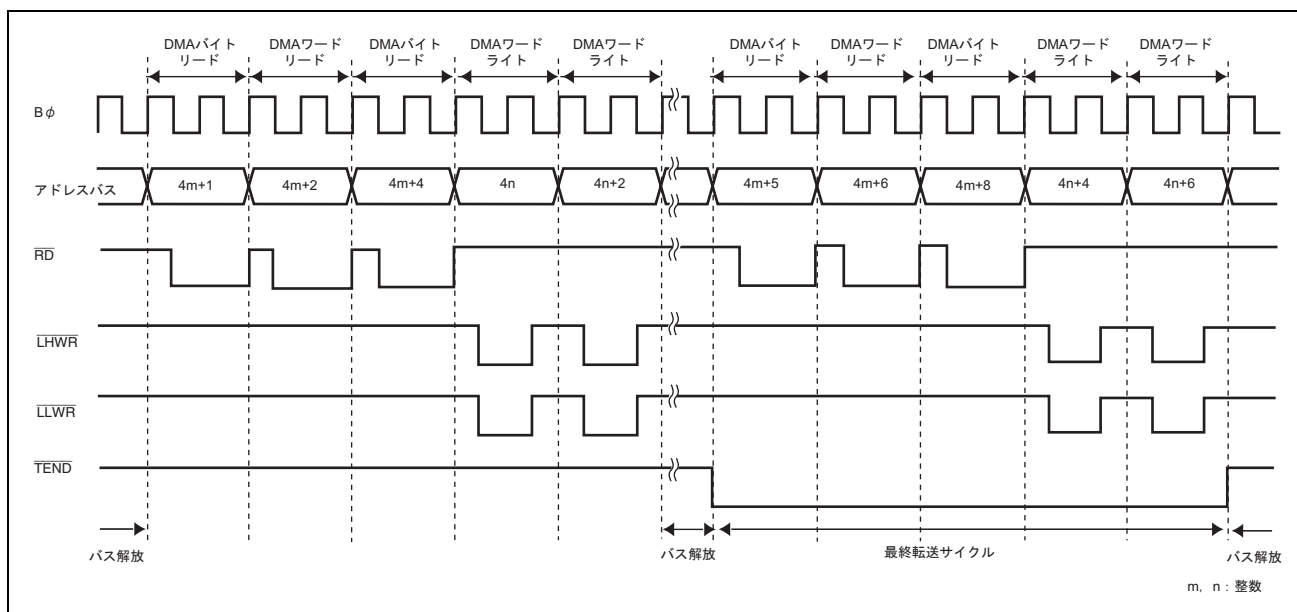 DMAバイト DMAワード DMAバイト DMAワード DMAワード DMAバイト DMAワード DMAバイト DMAワード DMAワード
リード リード リード ライト ライト リード リード リード ライト ライト
Bφ
アドレスバス 4m+1 4m+2 4m+4 4n 4n+2 4m+5 4m+6 4m+8 4n+4 4n+6
RD
LHWR
LLWR
TEND
バス解放 バス解放 最終転送サイクル バス解放
m, n : 整数